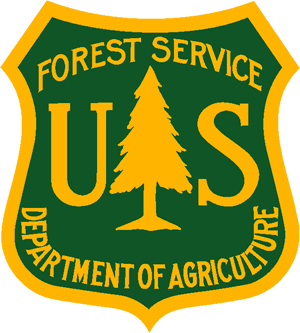 FOREST SERVICE
U S
DEPARTMENT OF AGRICULTURE